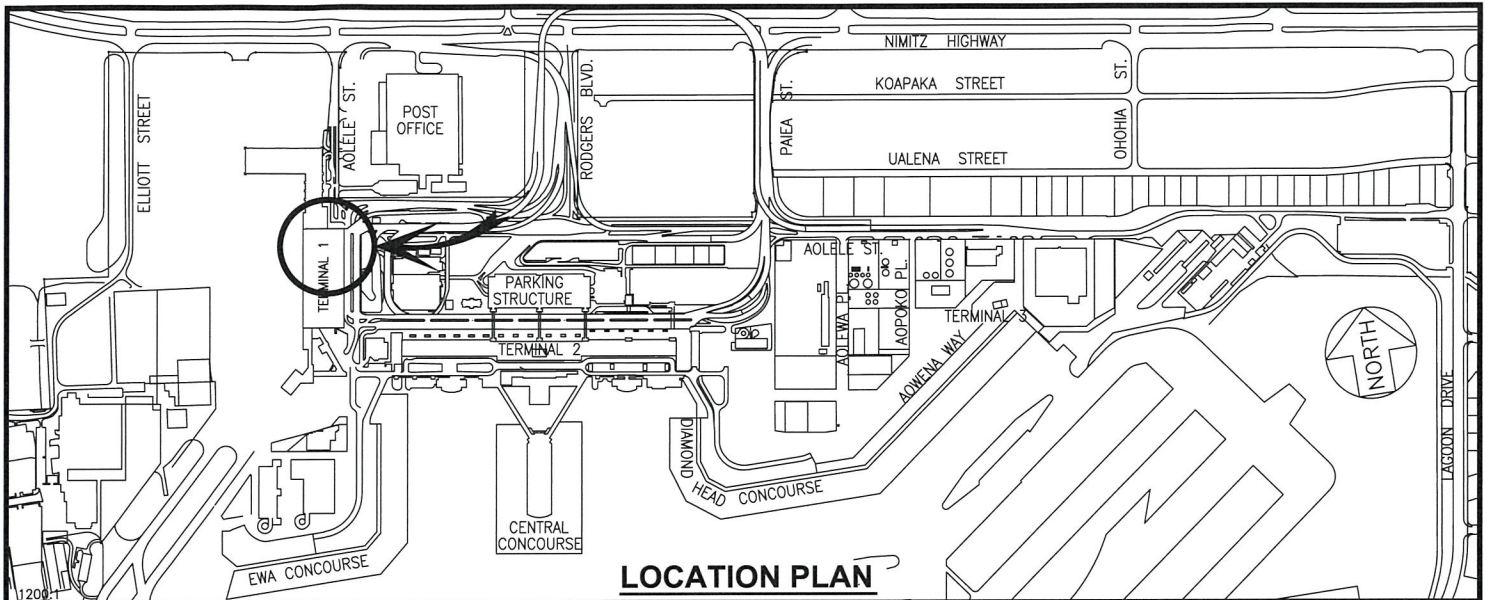 NIMITZ HIGHWAY
KOAPAKA STREET
UALENA STREET
ELLIOTT STREET
AOLELE ST.
POST
OFFICE
RODGERS BLVD.
PAIEA ST.
OHOHIA ST.
TERMINAL 1
PARKING
STRUCTURE
TERMINAL 2
AOLELE ST.
AOLEWA PL.
AOPOKO PL.
TERMINAL 3
AOWENA WAY
NORTH
LAGOON DRIVE
DIAMOND
HEAD CONCOURSE
CENTRAL
CONCOURSE
EWA CONCOURSE
LOCATION PLAN
1200:1